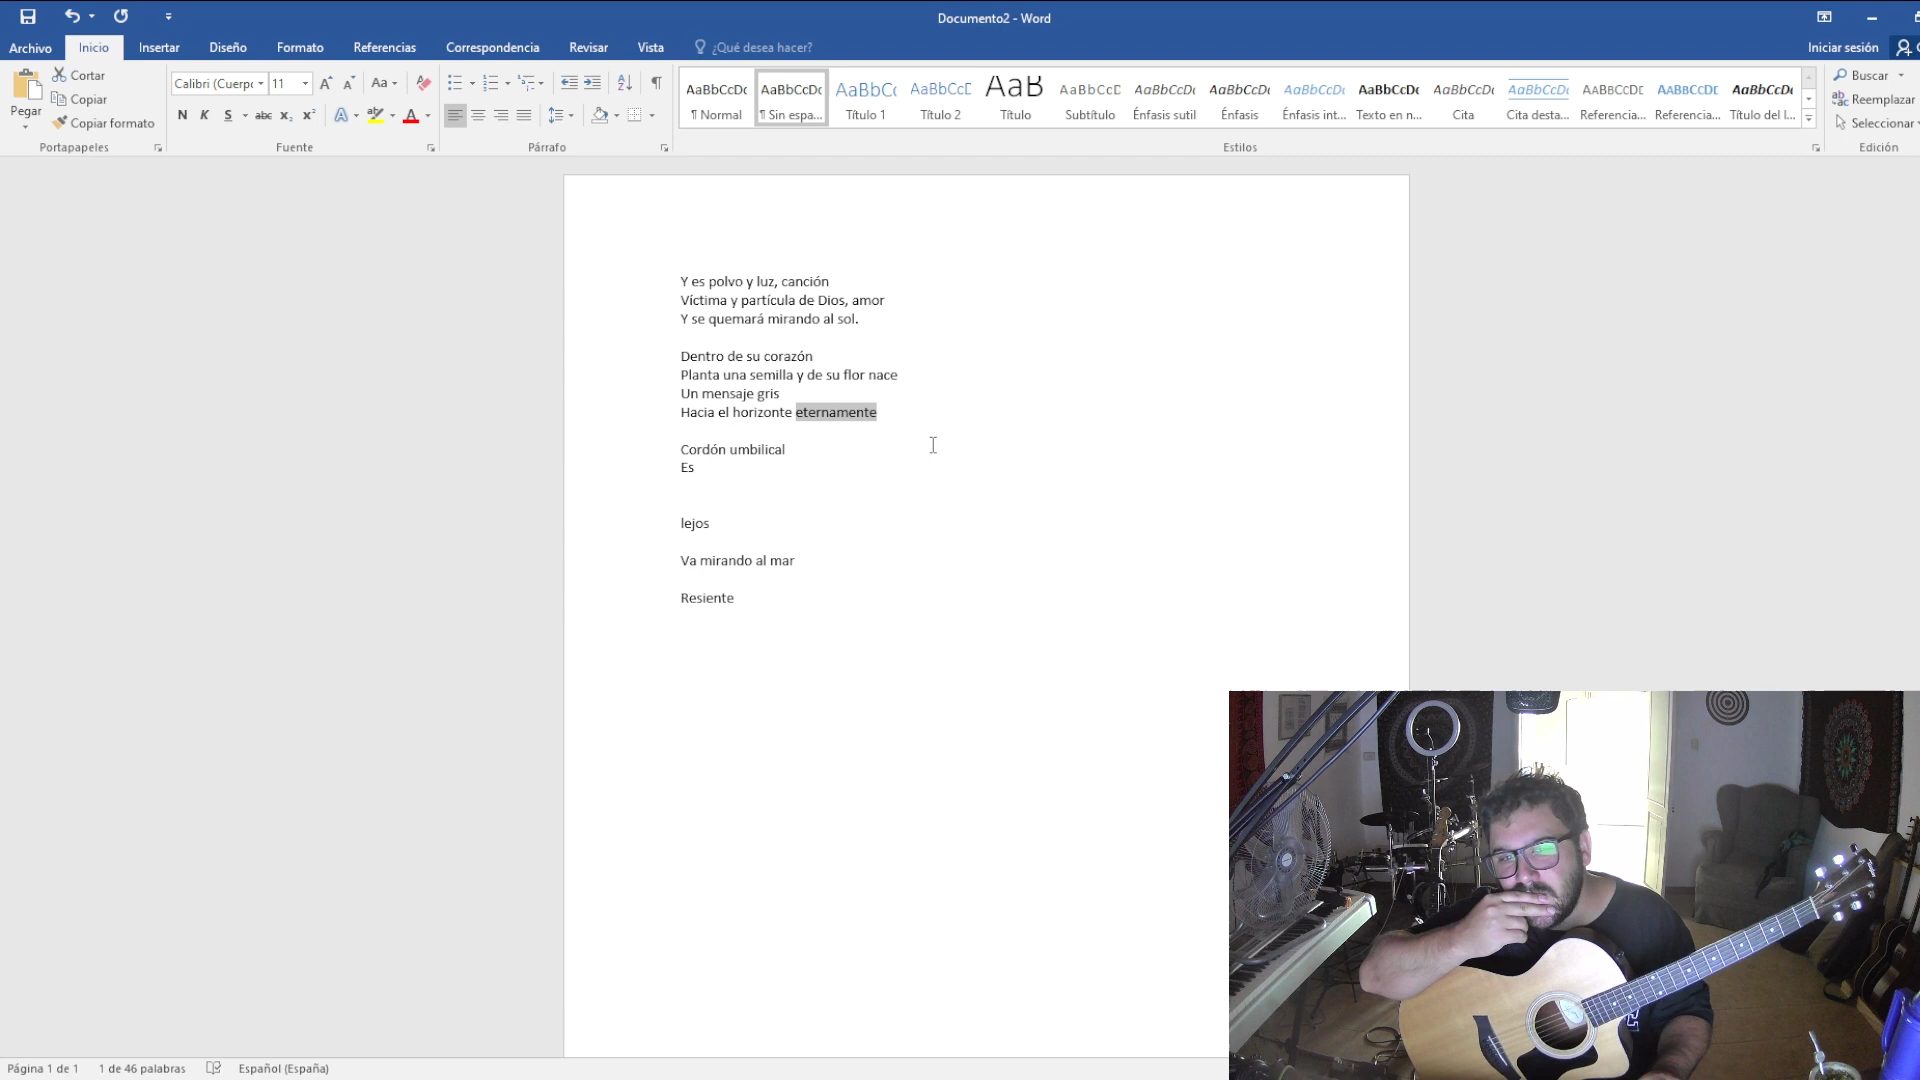 Documento2 - Word
Archivo Inicio Insertar Diseño Formato Referencias Correspondencia Revisar Vista ¿Qué desea hacer? Iniciar sesión
Pegar
Cortar
Copiar
Copiar formato
Portapapeles
Calibri (Cuerpo 11
Aa
N K S abc x₂ x²
Fuente
Párrafo
AaBbCcDc AaBbCcDc AaBbCc AaBbCcD AaB AaBbCcD AaBbCcDc AaBbCcDc AaBbCcDc AaBbCcDc AaBbCcDc AaBbCcDc AABBCCDE AABBCCDE AaBbCcDc
¶ Normal ¶ Sin espa... Título 1 Título 2 Título Subtítulo Énfasis sutil Énfasis Énfasis int... Texto en n... Cita Cita desta... Referencia... Referencia... Título del l...
Estilos
Buscar
Reemplazar
Seleccionar
Edición
Y es polvo y luz, canción
Víctima y partícula de Dios, amor
Y se quemará mirando al sol.
Dentro de su corazón
Planta una semilla y de su flor nace
Un mensaje gris
Hacia el horizonte eternamente
Cordón umbilical
Es
lejos
Va mirando al mar
Resiente
Página 1 de 1 1 de 46 palabras Español (España)